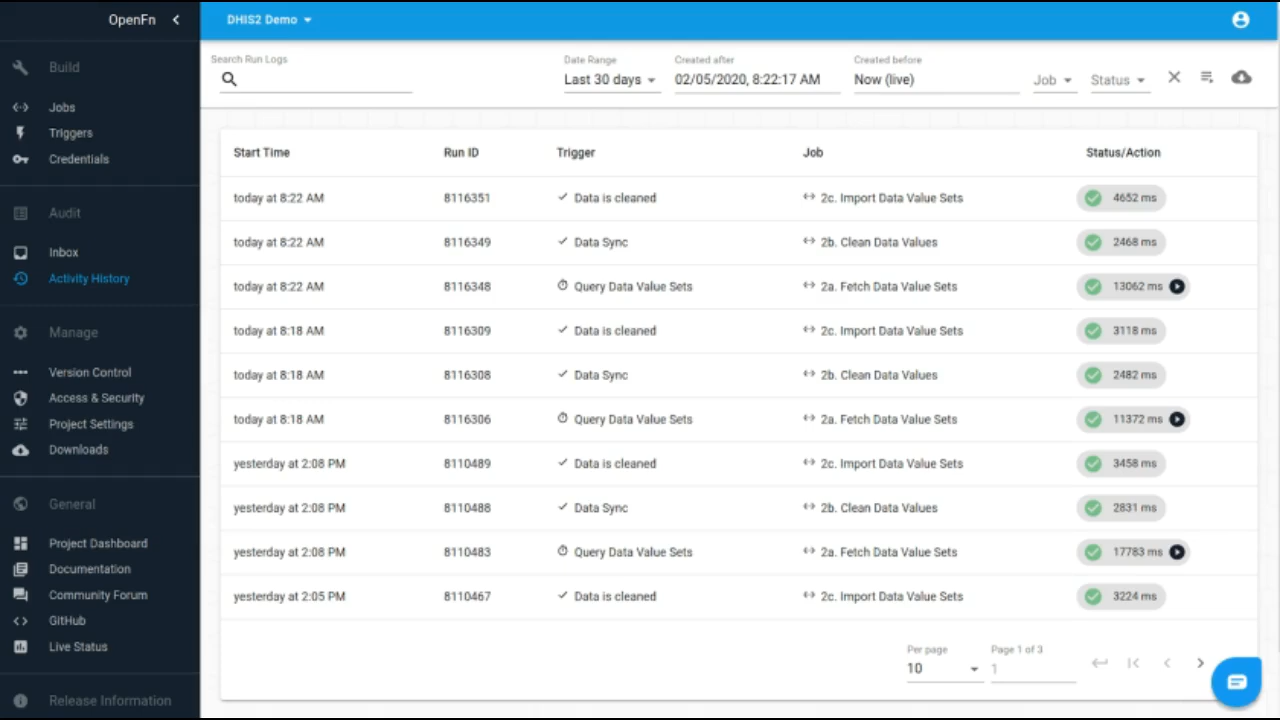 OpenFn
DHIS2 Demo
Build
Jobs
Triggers
Credentials
Audit
Inbox
Activity History
Manage
Version Control
Access & Security
Project Settings
Downloads
General
Project Dashboard
Documentation
Community Forum
GitHub
Live Status
Release Information
Search Run Logs
Date Range
Last 30 days
Created after
02/05/2020, 8:22:17 AM
Created before
Now (live)
Job
Status
Start Time Run ID Trigger Job Status/Action
today at 8:22 AM 8116351 Data is cleaned 2c. Import Data Value Sets 4652 ms
today at 8:22 AM 8116349 Data Sync 2b. Clean Data Values 2468 ms
today at 8:22 AM 8116348 Query Data Value Sets 2a. Fetch Data Value Sets 13062 ms
today at 8:18 AM 8116309 Data is cleaned 2c. Import Data Value Sets 3118 ms
today at 8:18 AM 8116308 Data Sync 2b. Clean Data Values 2482 ms
today at 8:18 AM 8116306 Query Data Value Sets 2a. Fetch Data Value Sets 11372 ms
yesterday at 2:08 PM 8110489 Data is cleaned 2c. Import Data Value Sets 3458 ms
yesterday at 2:08 PM 8110488 Data Sync 2b. Clean Data Values 2831 ms
yesterday at 2:08 PM 8110483 Query Data Value Sets 2a. Fetch Data Value Sets 17783 ms
yesterday at 2:05 PM 8110467 Data is cleaned 2c. Import Data Value Sets 3224 ms
Per page
10
Page 1 of 3
1